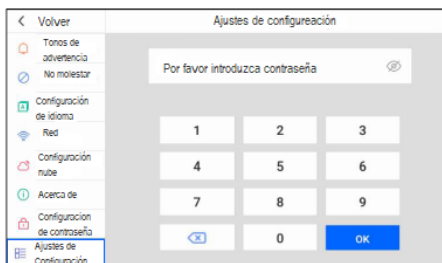 Volver
Ajustes de configureación
Tonos de
advertencia
No molestar
Configuración
de idioma
Red
Configuración
nube
Acerca de
Configuracion
de contraseña
Ajustes de
Configuración
Por favor introduzca contraseña
1 2 3
4 5 6
7 8 9
0 OK